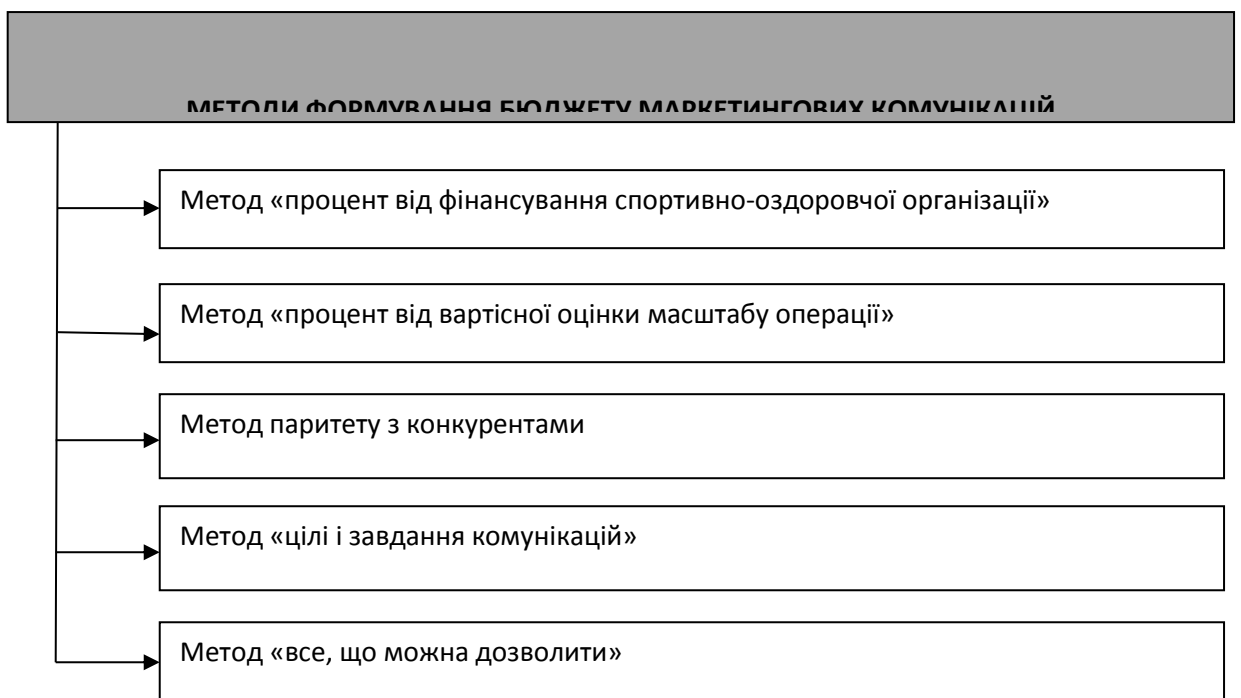 МЕТОДИ ФОРМУВАННЯ БЮДЖЕТУ МАРКЕТИНГОВИХ КОМУНІКАЦІЙ
Метод «процент від фінансування спортивно-оздоровчої організації»
Метод «процент від вартісної оцінки масштабу операції»
Метод паритету з конкурентами
Метод «цілі і завдання комунікацій»
Метод «все, що можна дозволити»